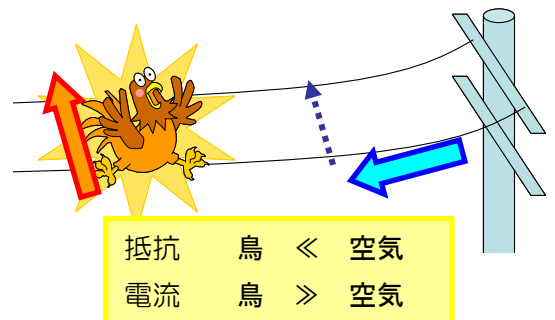 抵抗　鳥　≪　空気
電流　鳥　≫　空気